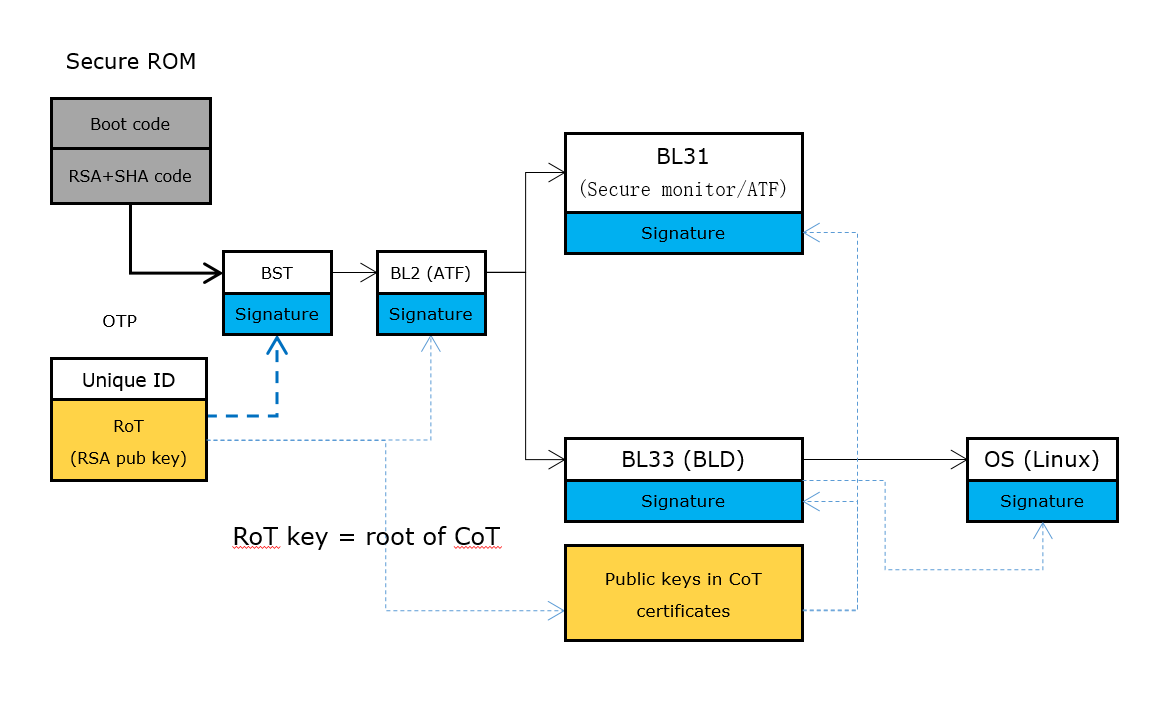 Secure ROM
Boot code
RSA+SHA code
BST
Signature
BL2 (ATF)
Signature
BL31
(Secure monitor/ATF)
Signature
OTP
Unique ID
RoT
(RSA pub key)
BL33 (BLD)
Signature
OS (Linux)
Signature
RoT key = root of CoT
Public keys in CoT
certificates